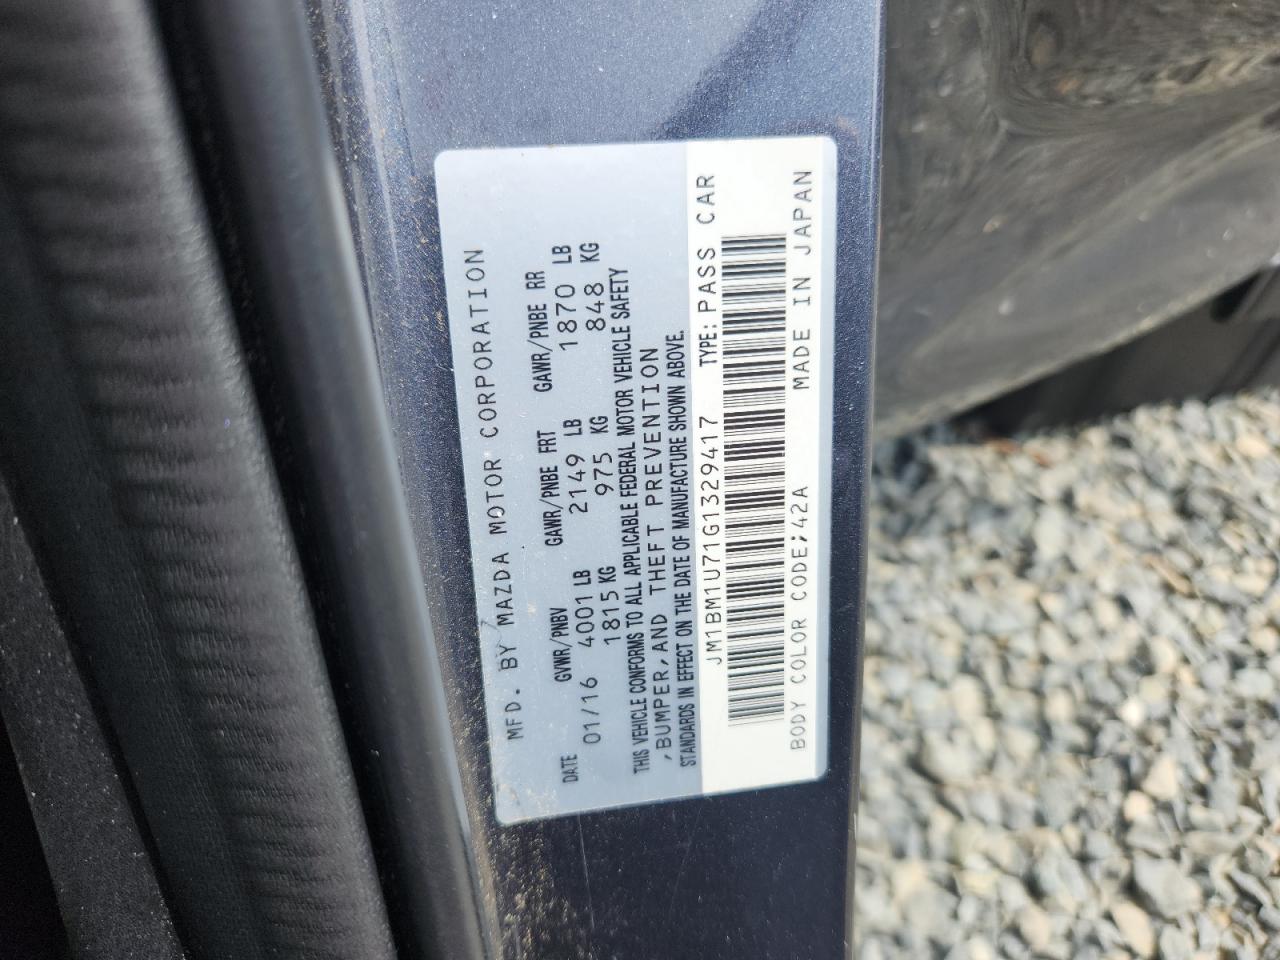 MFD. BY MAZDA MOTOR CORPORATION
DATE GVWR/PNBV GAWR/PNBE FRT GAWR/PNBE RR
01/16 4001 LB 2149 LB 1870 LB
1815 KG 975 KG 848 KG
THIS VEHICLE CONFORMS TO ALL APPLICABLE FEDERAL MOTOR VEHICLE SAFETY
,BUMPER,AND THEFT PREVENTION
STANDARDS IN EFFECT ON THE DATE OF MANUFACTURE SHOWN ABOVE.
JM1BM1U71G1329417 TYPE: PASS CAR
BODY COLOR CODE;42A MADE IN JAPAN